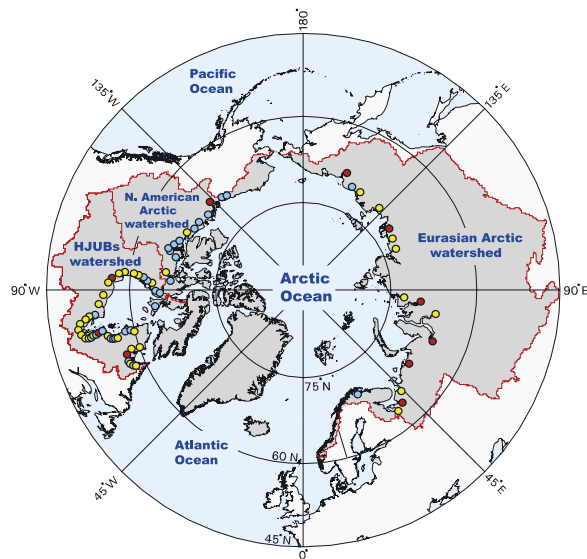 180°
Pacific
Ocean
135°W
135°E
N. American
Arctic
watershed
HJUBs
watershed
Eurasian Arctic
watershed
90°W
Arctic
Ocean
90°E
75 N
Atlantic
Ocean
60 N
45°W
45°E
45°N
0°